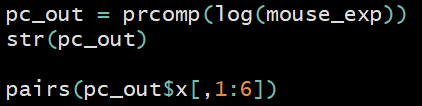 pc_out = prcomp(log(mouse_exp))
str(pc_out)
pairs(pc_out$x[,1:6])